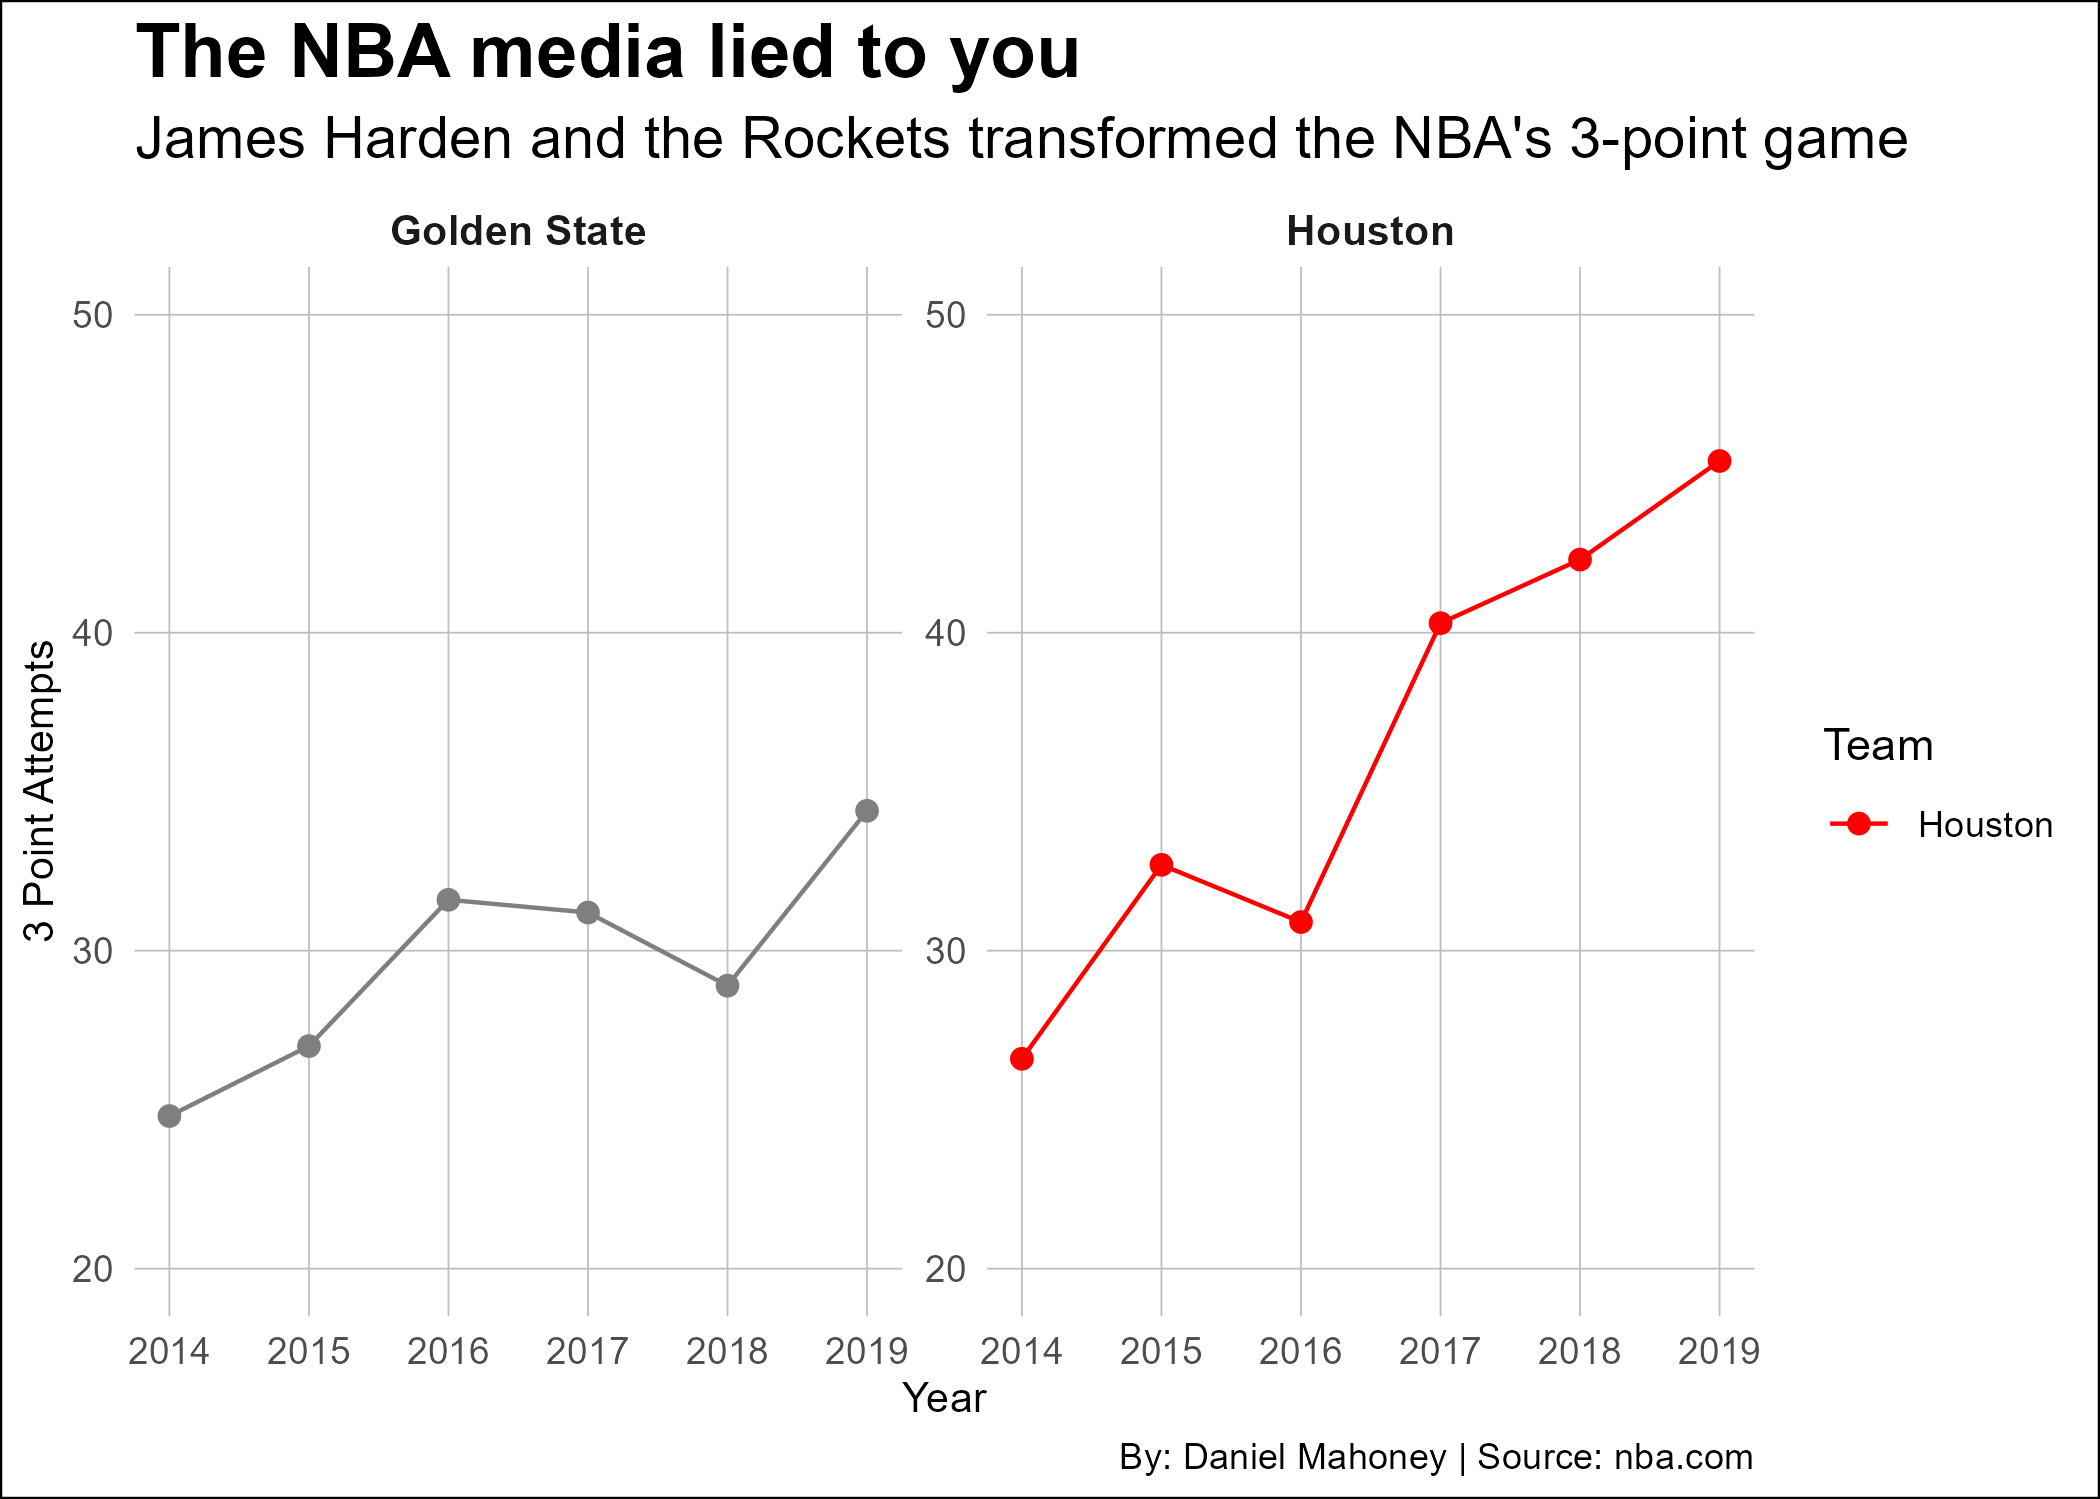 The NBA media lied to you
James Harden and the Rockets transformed the NBA's 3-point game
Golden State
Houston
3 Point Attempts
50
40
30
20
50
40
30
20
2014 2015 2016 2017 2018 2019
2014 2015 2016 2017 2018 2019
Year
Team
Houston
By: Daniel Mahoney | Source: nba.com